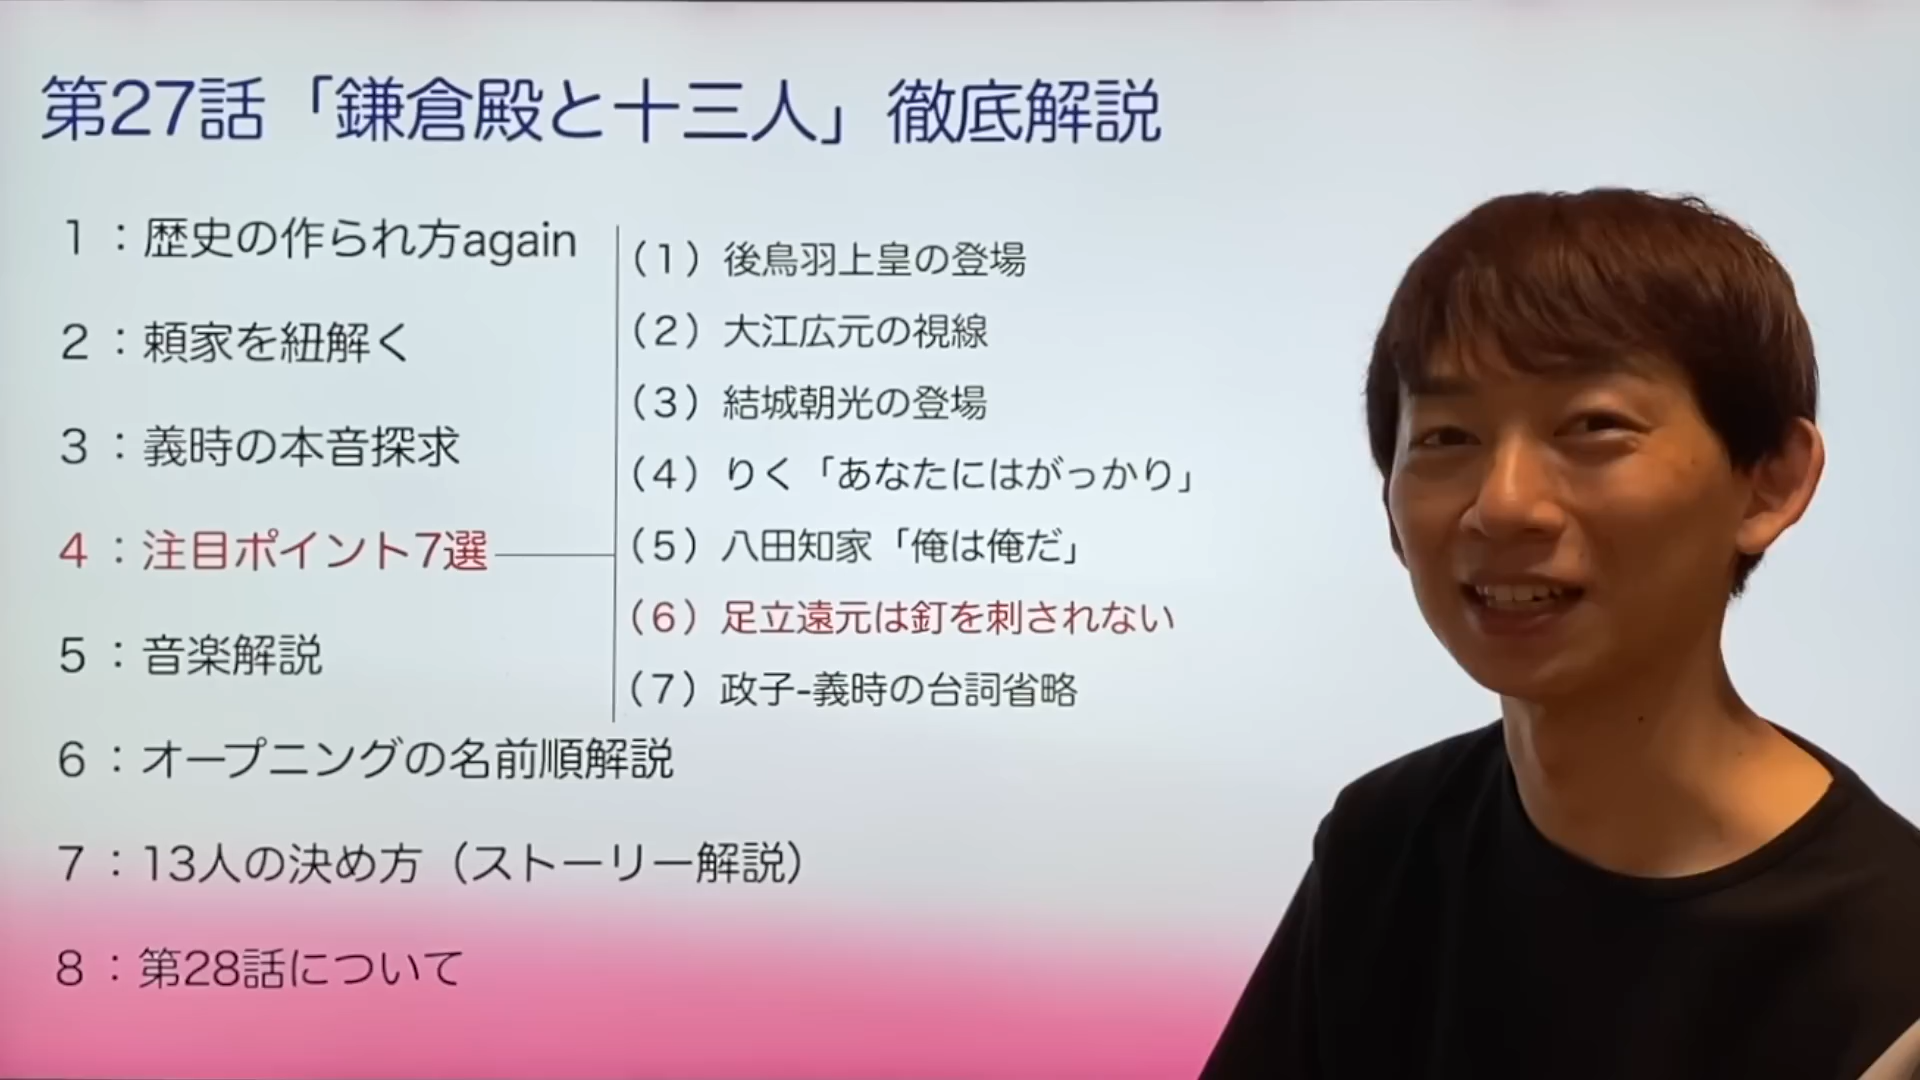 第27話「鎌倉殿と十三人」徹底解説
1：歴史の作られ方again
2：頼家を紐解く
3：義時の本音探求
4：注目ポイント7選
5：音楽解説
6：オープニングの名前順解説
7：13人の決め方（ストーリー解説）
8：第28話について
（1）後鳥羽上皇の登場
（2）大江広元の視線
（3）結城朝光の登場
（4）りく「あなたにはがっかり」
（5）八田知家「俺は俺だ」
（6）足立遠元は釘を刺されない
（7）政子-義時の台詞省略